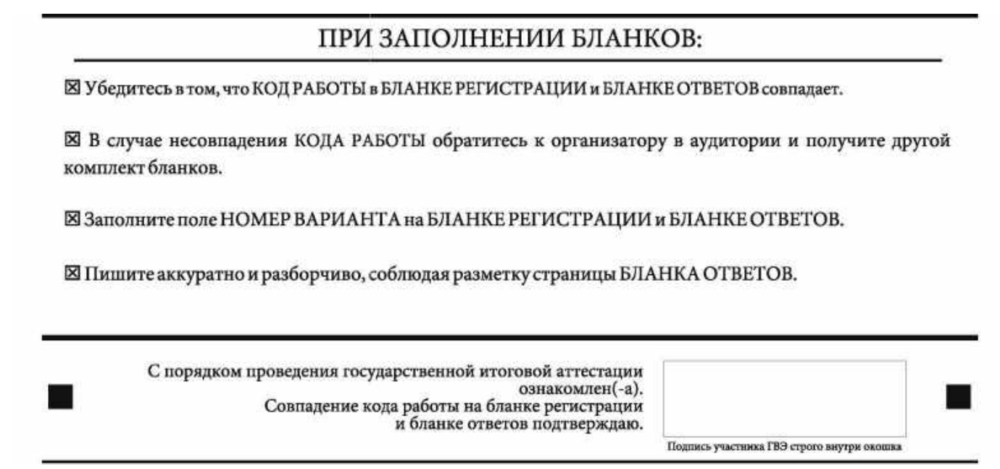 ПРИ ЗАПОЛНЕНИИ БЛАНКОВ:
☒ Убедитесь в том, что КОД РАБОТЫ в БЛАНКЕ РЕГИСТРАЦИИ и БЛАНКЕ ОТВЕТОВ совпадает.
☒ В случае несовпадения КОДА РАБОТЫ обратитесь к организатору в аудитории и получите другой
комплект бланков.
☒ Заполните поле НОМЕР ВАРИАНТА на БЛАНКЕ РЕГИСТРАЦИИ и БЛАНКЕ ОТВЕТОВ.
☒ Пишите аккуратно и разборчиво, соблюдая разметку страницы БЛАНКА ОТВЕТОВ.
С порядком проведения государственной итоговой аттестации
ознакомлен(-а).
Совпадение кода работы на бланке регистрации
и бланке ответов подтверждаю.
Подпись участника ГВЭ строго внутри окошка